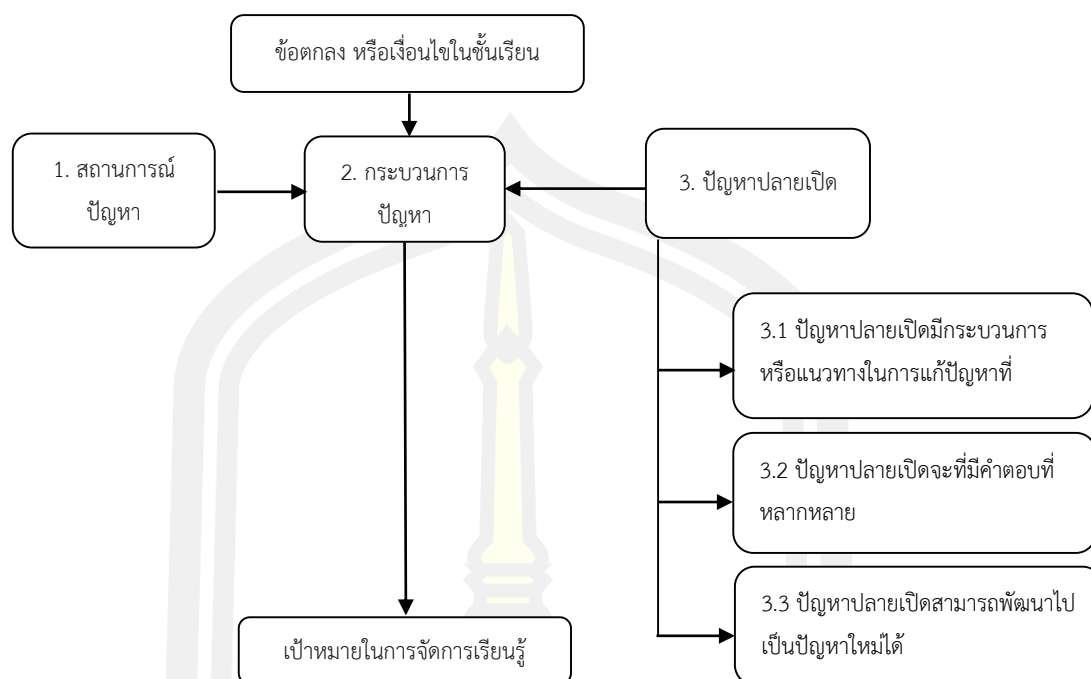 ข้อตกลง หรือเงื่อนไขในชั้นเรียน
1. สถานการณ์
ปัญหา
2. กระบวนการ
ปัญหา
3. ปัญหาปลายเปิด
3.1 ปัญหาปลายเปิดมีกระบวนการ
หรือแนวทางในการแก้ปัญหาที่
3.2 ปัญหาปลายเปิดจะที่มีคำตอบที่
หลากหลาย
3.3 ปัญหาปลายเปิดสามารถพัฒนาไป
เป็นปัญหาใหม่ได้
เป้าหมายในการจัดการเรียนรู้